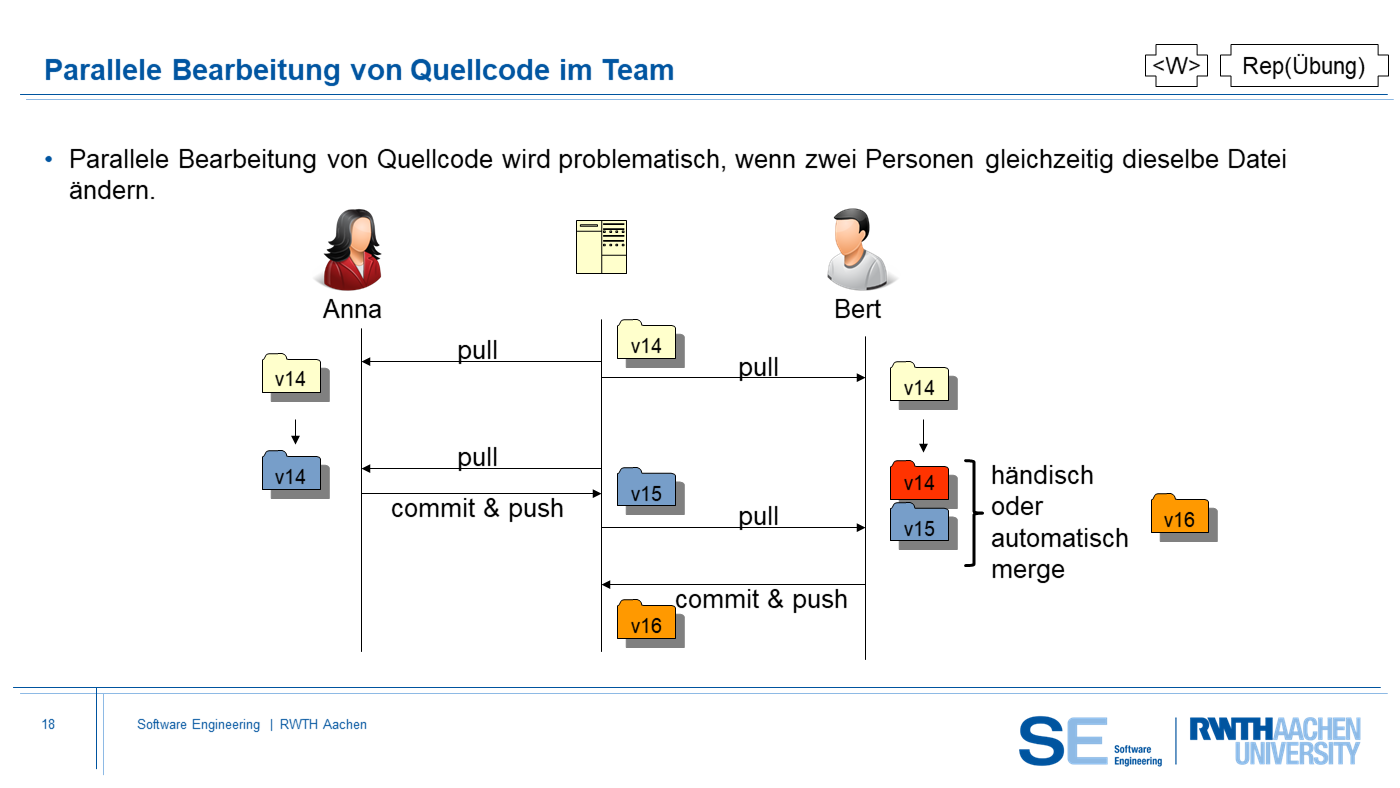 Parallele Bearbeitung von Quellcode im Team
<W>
Rep(Übung)
• Parallele Bearbeitung von Quellcode wird problematisch, wenn zwei Personen gleichzeitig dieselbe Datei
ändern.
Anna
Bert
v14
pull
pull
v14
v14
pull
v14
v15
commit & push
pull
v14
v15
händisch
oder
automatisch
merge
v16
commit & push
v16
18
Software Engineering | RWTH Aachen
SE Software
Engineering
RWTHAACHEN
UNIVERSITY